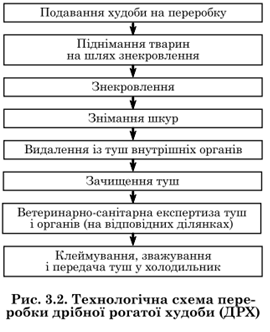 Подавання худоби на переробку
Піднімання тварин
на шлях знекровлення
Знекровлення
Знімання шкур
Видалення із туш внутрішніх органів
Зачищення туш
Ветеринарно-санітарна експертиза туш
і органів (на відповідних ділянках)
Клеймування, зважування
і передача туш у холодильник
Рис. 3.2. Технологічна схема пере-
робки дрібної рогатої худоби (ДРХ)